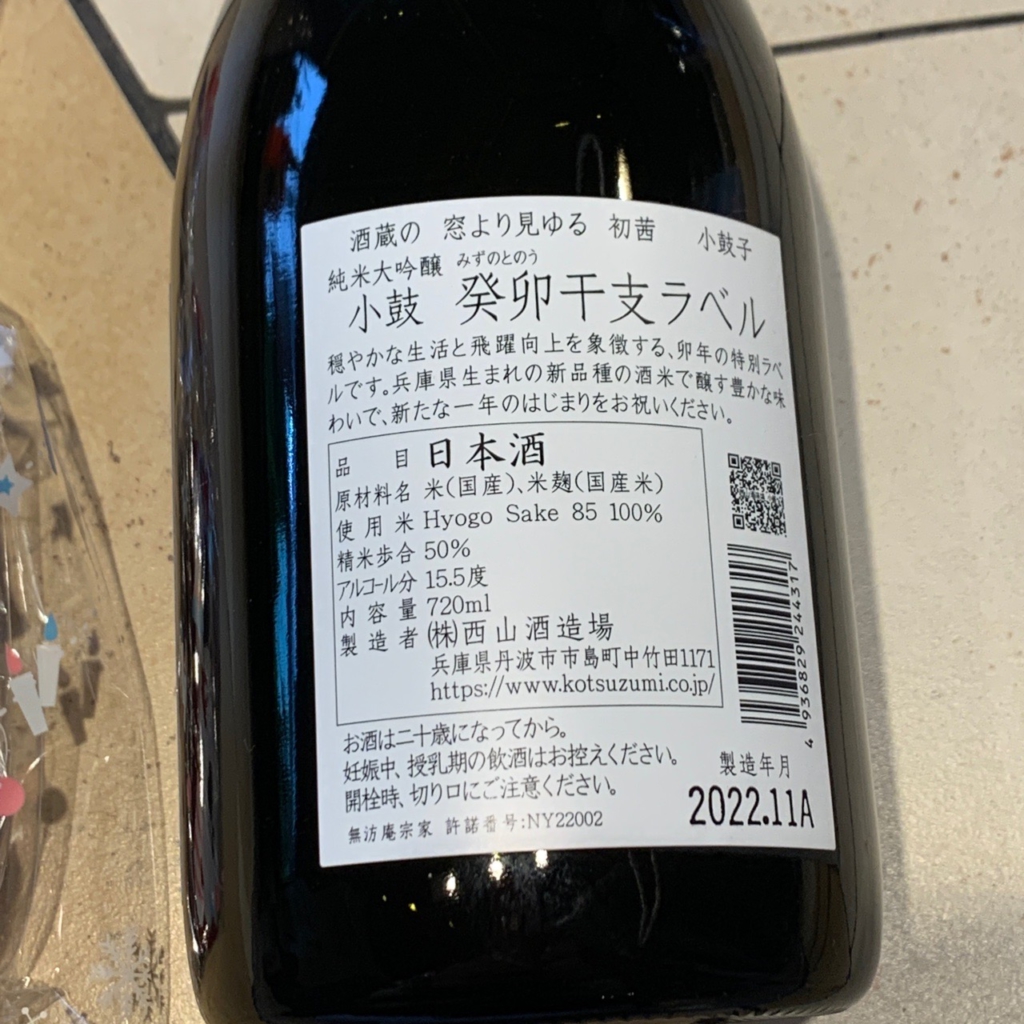 酒蔵の 窓より見ゆる 初茜 小鼓子
純米大吟醸 みずのとのう
小鼓 癸卯干支ラベル
穏やかな生活と飛躍向上を象徴する、卯年の特別ラベ
ルです。兵庫県生まれの新品種の酒米で醸す豊かな味
わいで、新たな一年のはじまりをお祝いください。
品目 日本酒
原材料名 米(国産)、米麹(国産米)
使用米 Hyogo Sake 85 100%
精米歩合 50%
アルコール分 15.5度
内容量 720ml
製造者 (株)西山酒造場
兵庫県丹波市市島町中竹田1171
https://www.kotsuzumi.co.jp/
4936829244317
お酒は二十歳になってから。
妊娠中、授乳期の飲酒はお控えください。
開栓時、切り口にご注意ください。
無汸庵宗家 許諾番号:NY22002
製造年月
2022.11A